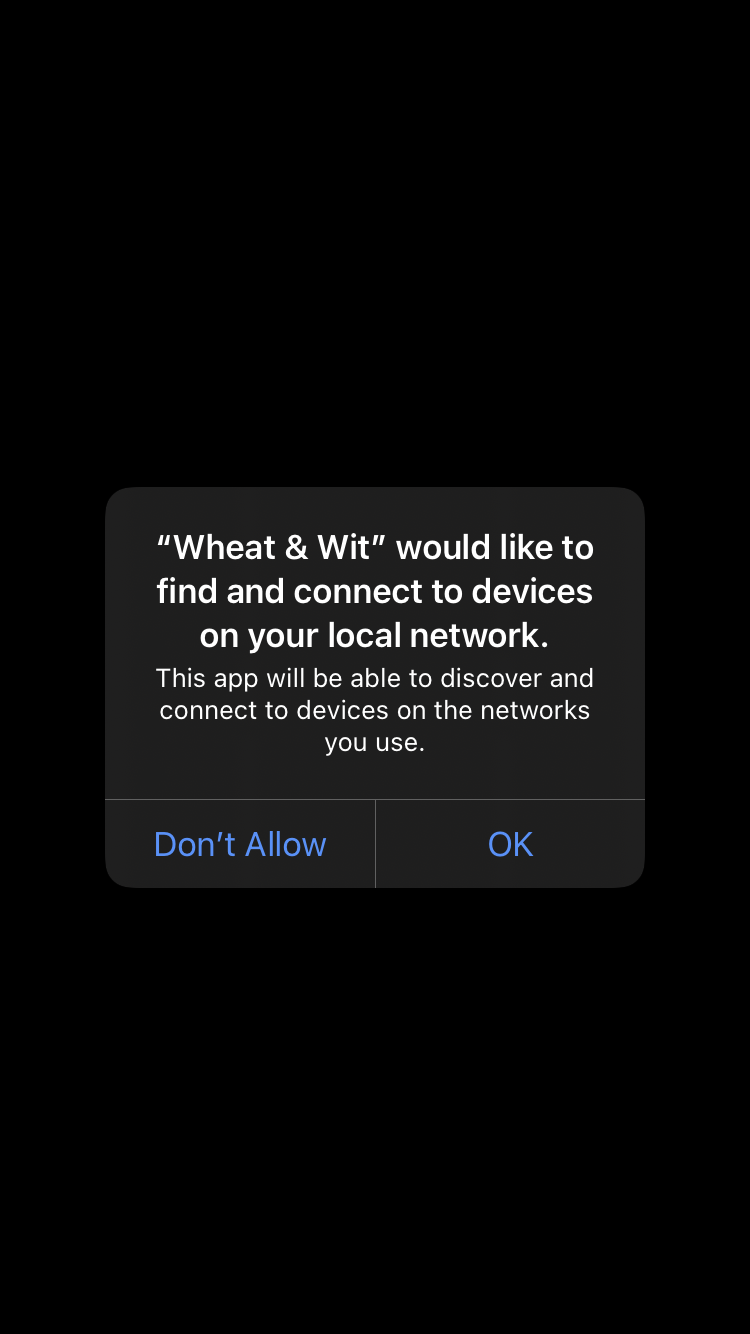 “Wheat & Wit” would like to
find and connect to devices
on your local network.
This app will be able to discover and
connect to devices on the networks
you use.
Don’t Allow
OK